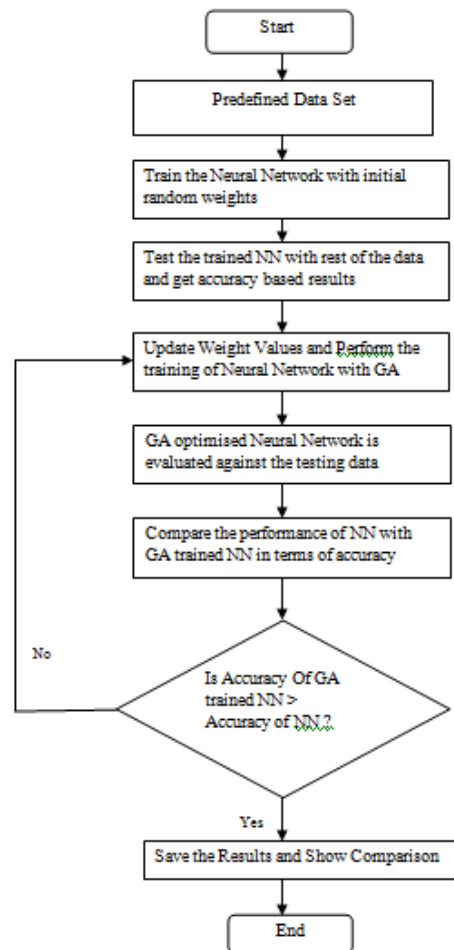 Start
Predefined Data Set
Train the Neural Network with initial
random weights
Test the trained NN with rest of the data
and get accuracy based results
Update Weight Values and Perform the
training of Neural Network with GA
GA optimised Neural Network is
evaluated against the testing data
Compare the performance of NN with
GA trained NN in terms of accuracy
No
Is Accuracy Of GA
trained NN >
Accuracy of NN ?
Yes
Save the Results and Show Comparison
End